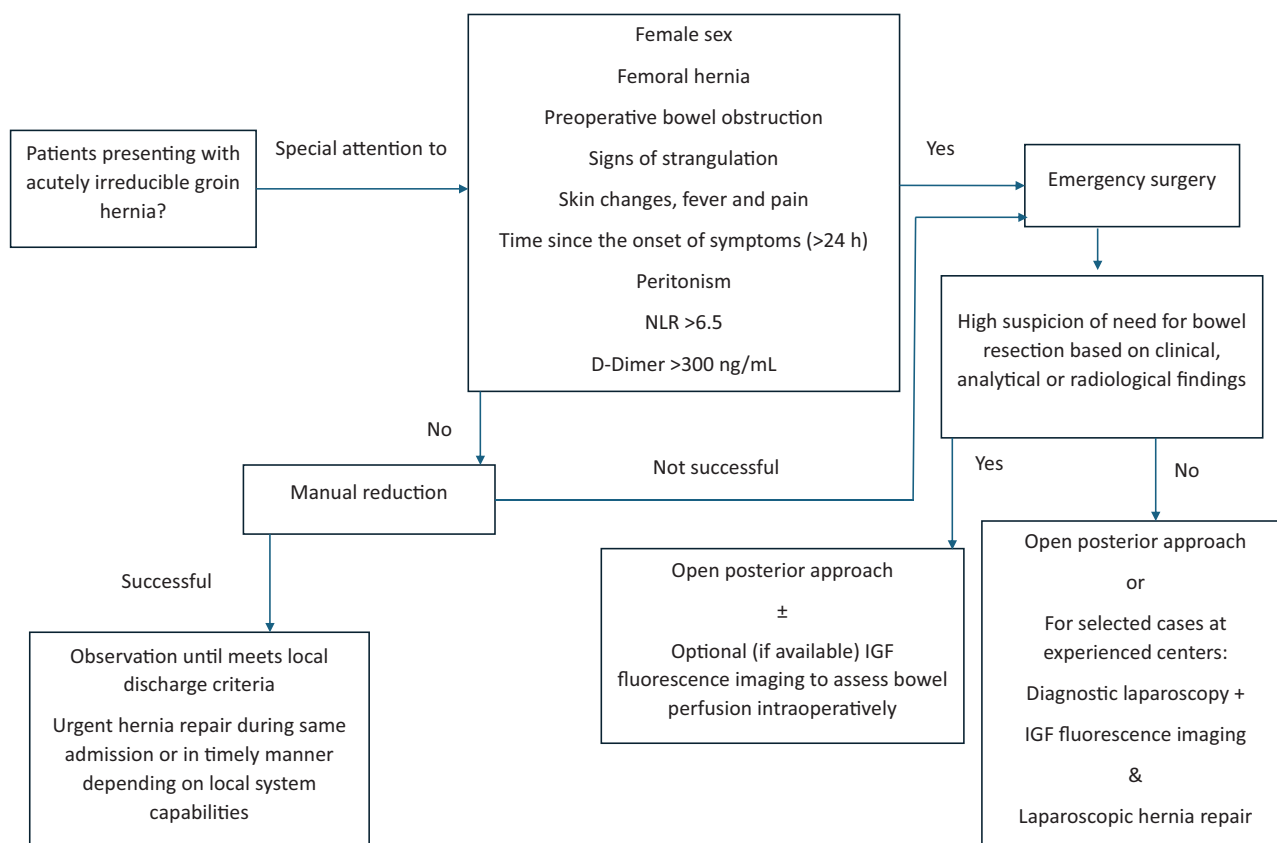 Patients presenting with
acutely irreducible groin
hernia?
Special attention to
Female sex
Femoral hernia
Preoperative bowel obstruction
Signs of strangulation
Skin changes, fever and pain
Time since the onset of symptoms (>24 h)
Peritonism
NLR >6.5
D-Dimer >300 ng/mL
Yes
Emergency surgery
High suspicion of need for bowel
resection based on clinical,
analytical or radiological findings
No
Manual reduction
Not successful
Successful
Observation until meets local
discharge criteria
Urgent hernia repair during same
admission or in timely manner
depending on local system
capabilities
Yes
Open posterior approach
±
Optional (if available) IGF
fluorescence imaging to assess bowel
perfusion intraoperatively
No
Open posterior approach
or
For selected cases at
experienced centers:
Diagnostic laparoscopy +
IGF fluorescence imaging
&
Laparoscopic hernia repair